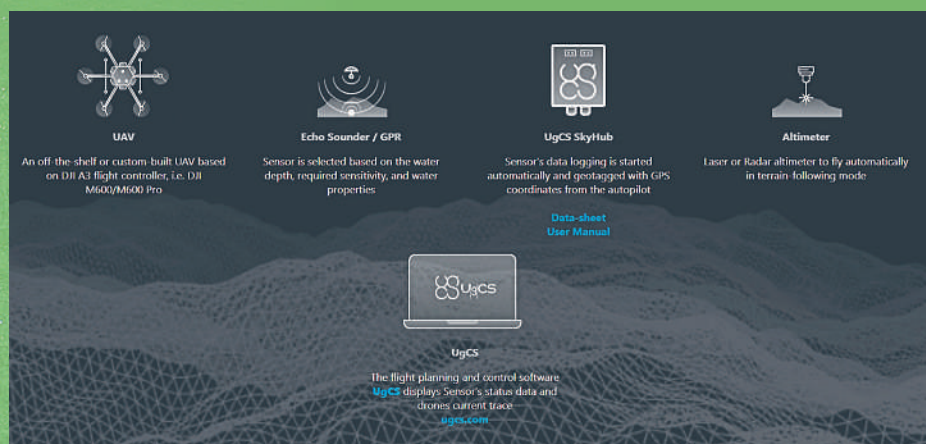 UAV
An off-the-shelf or custom-built UAV based
on DJI A3 flight controller, i.e. DJI
M600/M600 Pro
Echo Sounder / GPR
Sensor is selected based on the water
depth, required sensitivity, and water
properties
UgCS SkyHub
Sensor's data logging is started
automatically and geotagged with GPS
coordinates from the autopilot
Data-sheet
User Manual
Altimeter
Laser or Radar altimeter to fly automatically
in terrain-following mode
UgCS
UgCS
The flight planning and control software
UgCS displays Sensor's status data and
drones current trace
ugcs.com